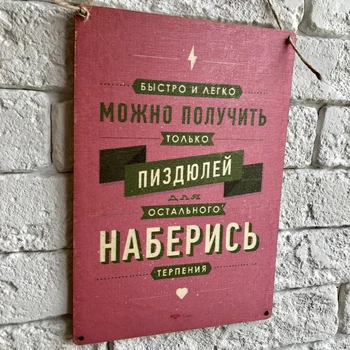 БЫСТРО И ЛЕГКО
МОЖНО ПОЛУЧИТЬ
ТОЛЬКО
ПИЗДЮЛЕЙ
ДЛЯ
ОСТАЛЬНОГО
НАБЕРИСЬ
ТЕРПЕНИЯ